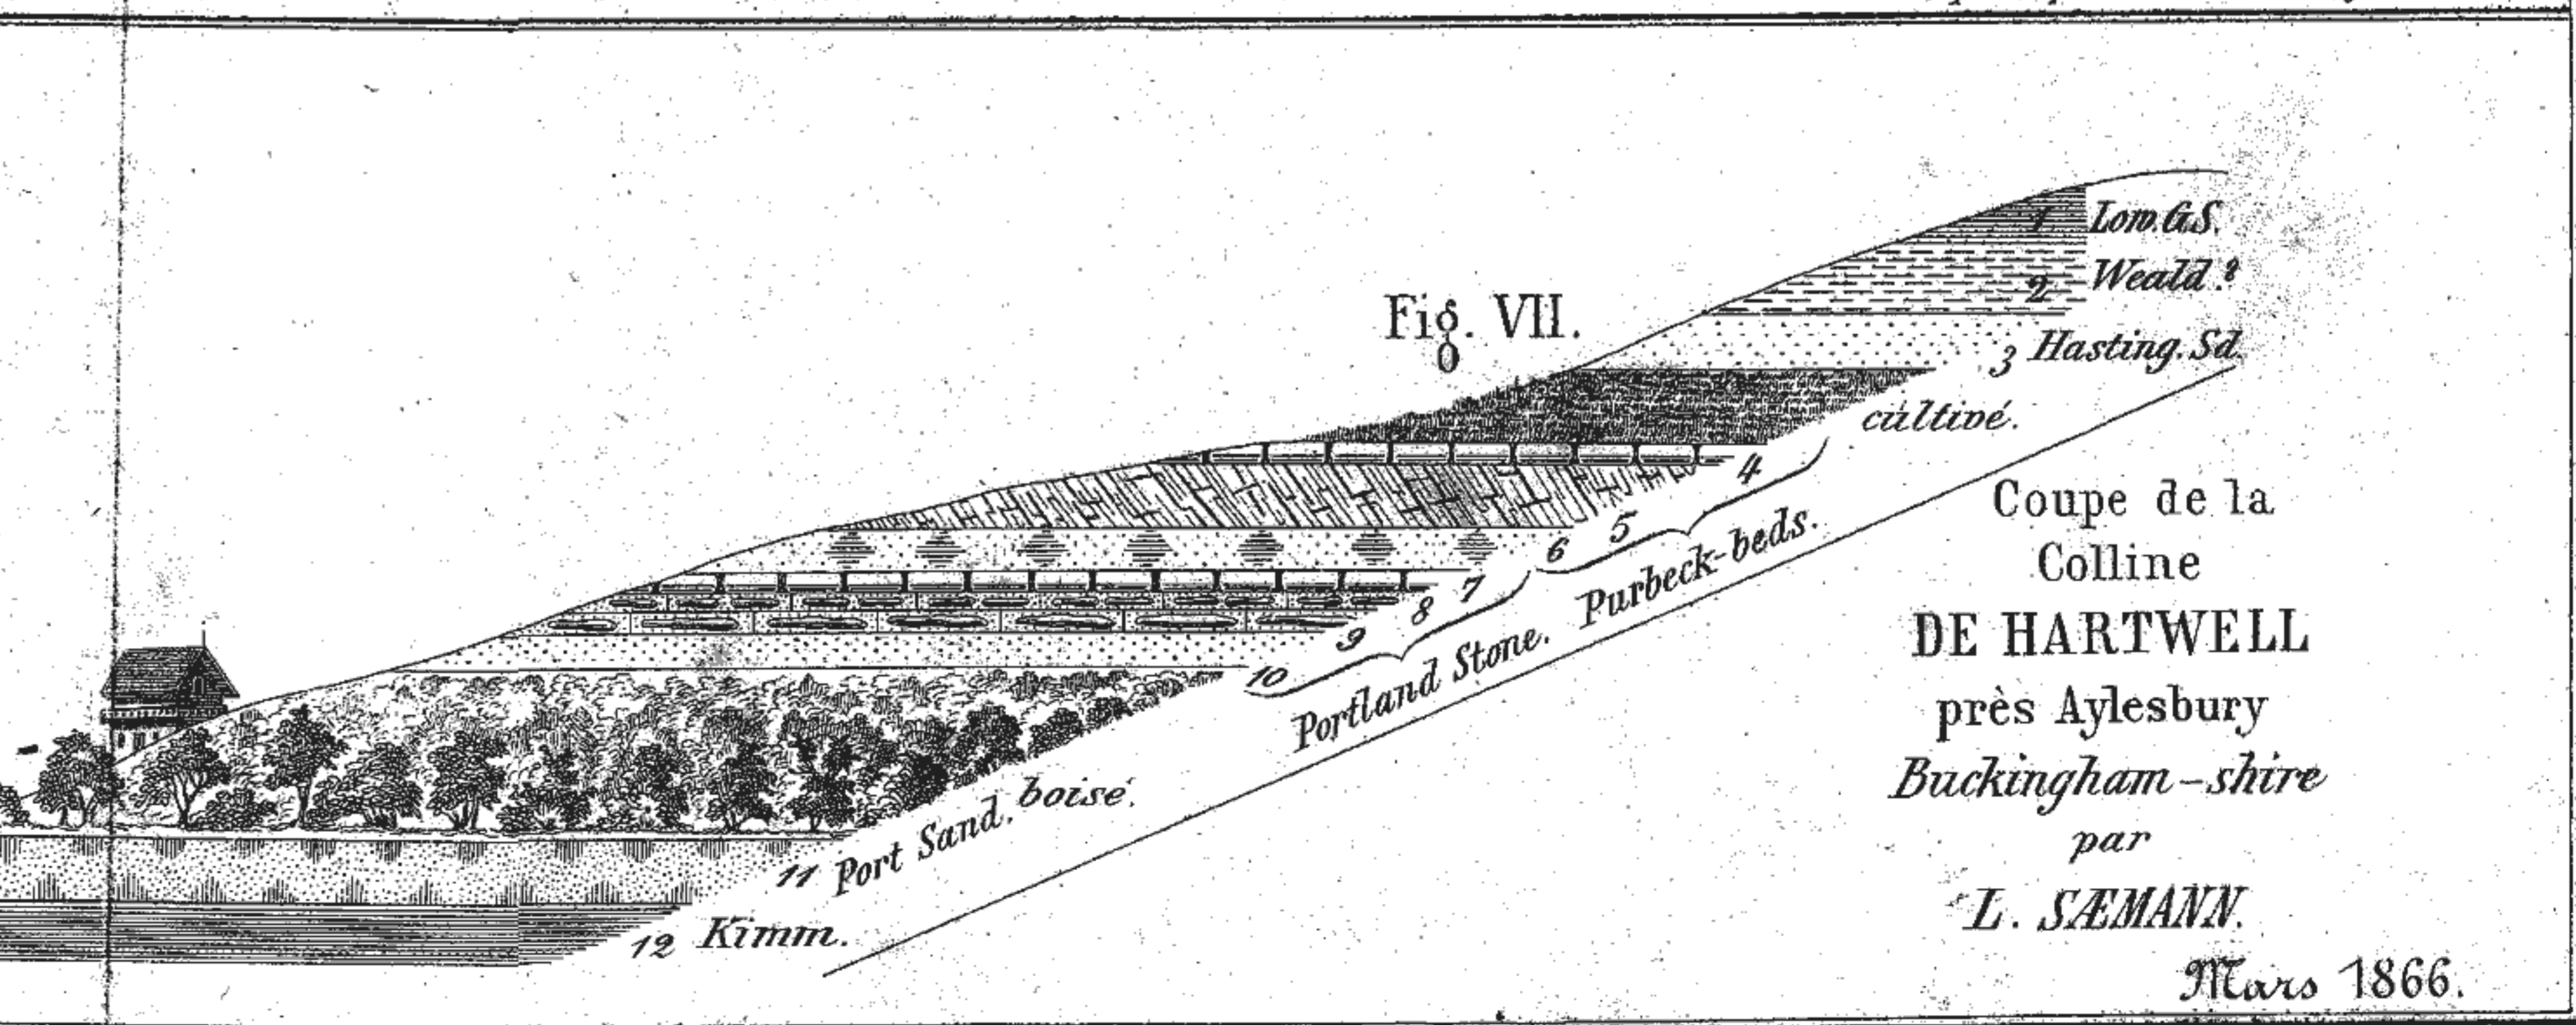 Fig. VII.
1 Low. G.S.
2 Weald.?
3 Hasting. Sd.
cultivé.
4
5
6
Purbeck-beds.
7
8
9
10
Portland Stone.
boisé.
11 Port Sand.
12 Kimm.
Coupe de la
Colline
DE HARTWELL
près Aylesbury
Buckingham-shire
par
L. SÆMANN.
Mars 1866.